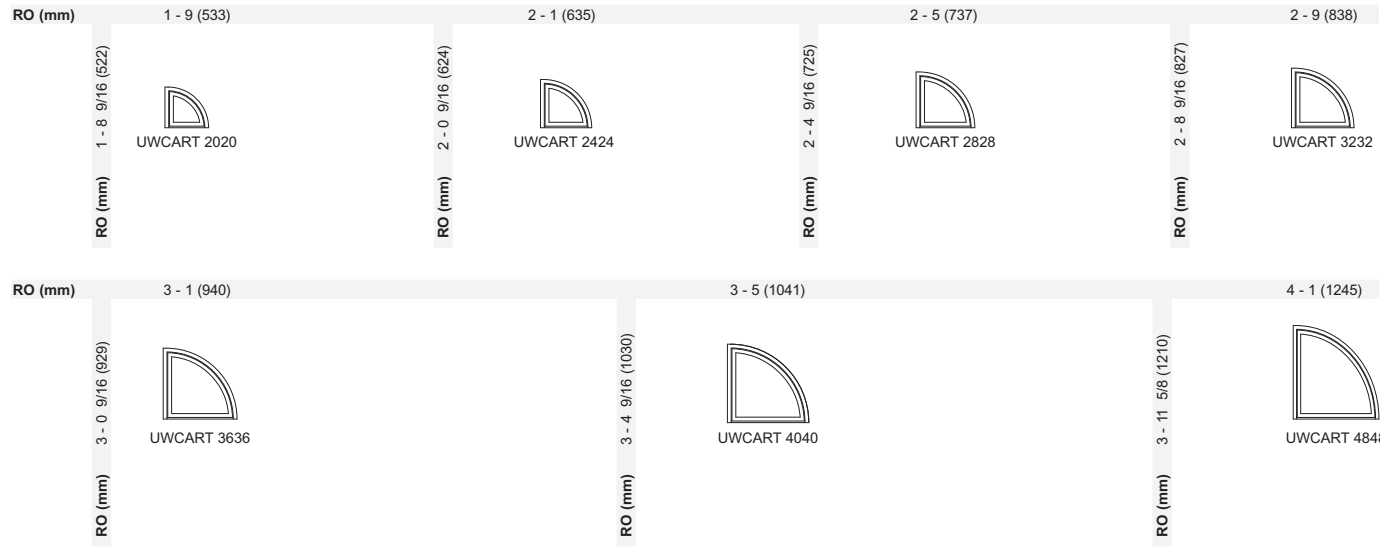 RO (mm) 1 - 9 (533) 2 - 1 (635) 2 - 5 (737) 2 - 9 (838)
RO (mm) 1 - 8 9/16 (522)
UWCART 2020
RO (mm) 2 - 0 9/16 (624)
UWCART 2424
RO (mm) 2 - 4 9/16 (725)
UWCART 2828
RO (mm) 2 - 8 9/16 (827)
UWCART 3232
RO (mm) 3 - 1 (940) 3 - 5 (1041) 4 - 1 (1245)
RO (mm) 3 - 0 9/16 (929)
UWCART 3636
RO (mm) 3 - 4 9/16 (1030)
UWCART 4040
RO (mm) 3 - 11 5/8 (1210)
UWCART 4848